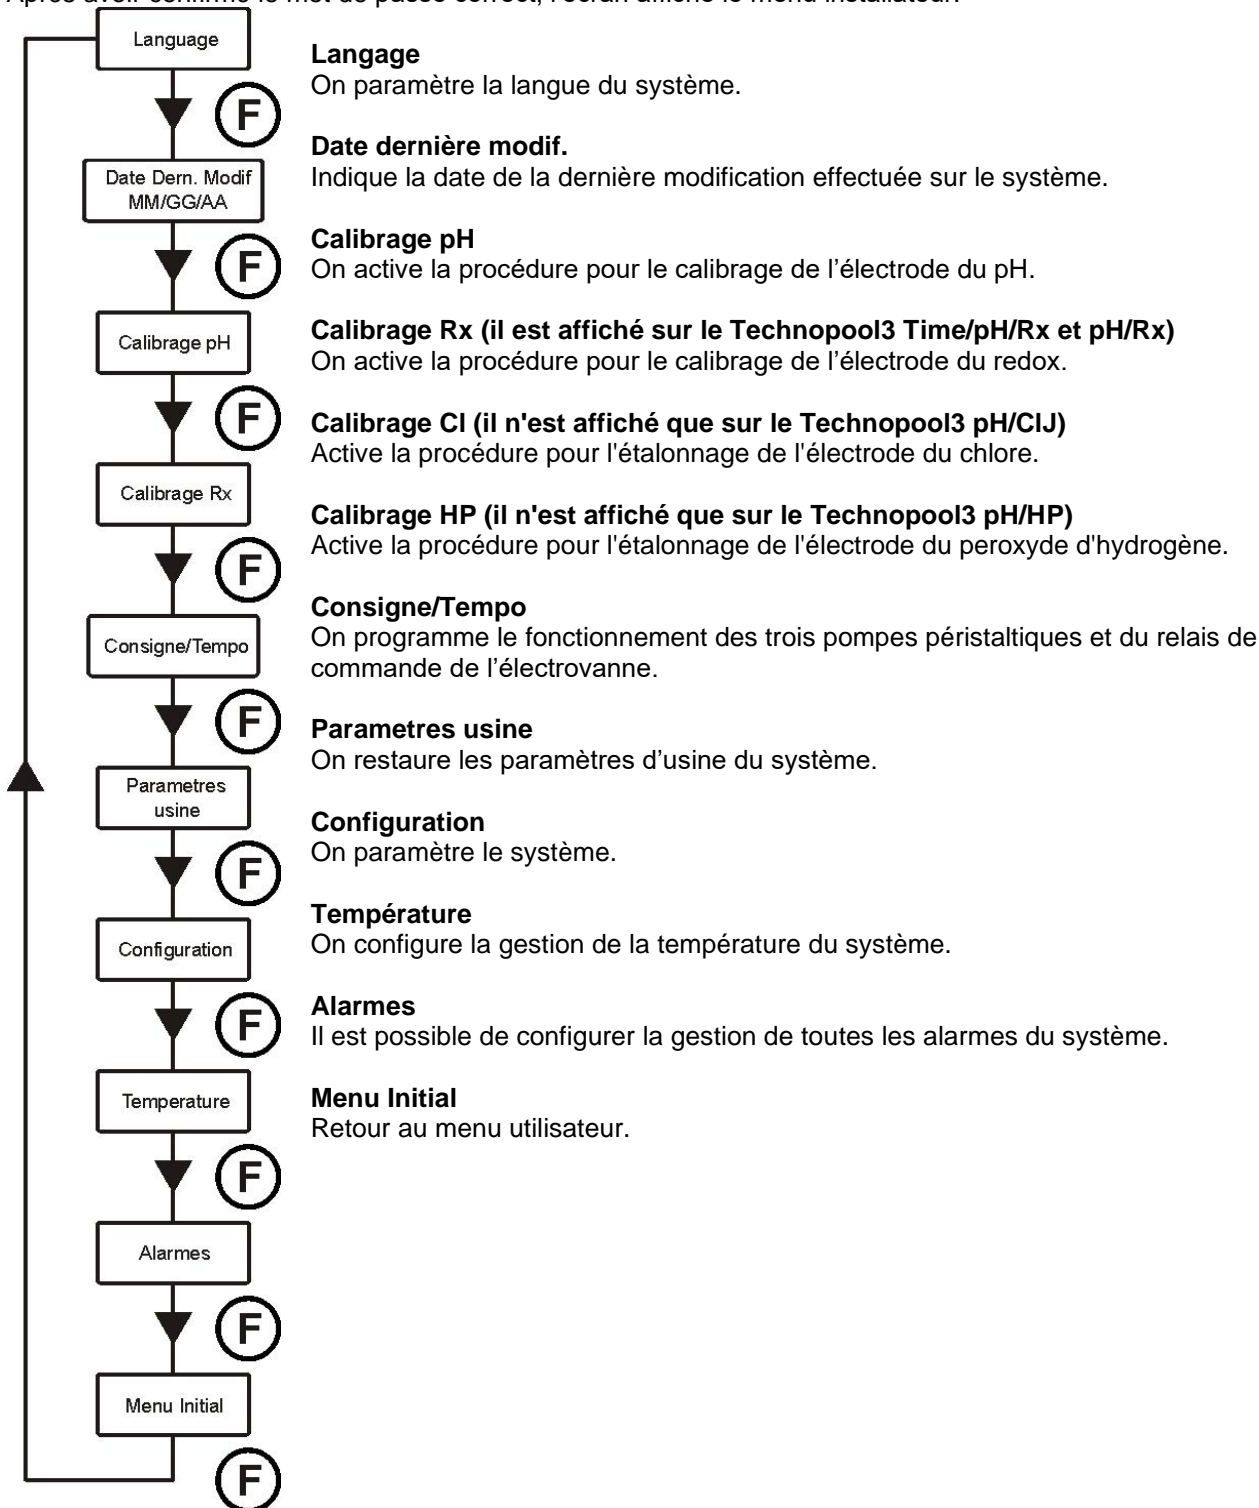 Language
F
Date Dern. Modif
MM/GG/AA
F
Calibrage pH
F
Calibrage Rx
F
Consigne/Tempo
F
Parametres
usine
F
Configuration
F
Temperature
F
Alarmes
F
Menu Initial
F
Langage
On paramètre la langue du système.
Date dernière modif.
Indique la date de la dernière modification effectuée sur le système.
Calibrage pH
On active la procédure pour le calibrage de l’électrode du pH.
Calibrage Rx (il est affiché sur le Technopool3 Time/pH/Rx et pH/Rx)
On active la procédure pour le calibrage de l’électrode du redox.
Calibrage Cl (il n'est affiché que sur le Technopool3 pH/ClJ)
Active la procédure pour l'étalonnage de l'électrode du chlore.
Calibrage HP (il n'est affiché que sur le Technopool3 pH/HP)
Active la procédure pour l'étalonnage de l'électrode du peroxyde d'hydrogène.
Consigne/Tempo
On programme le fonctionnement des trois pompes péristaltiques et du relais de
commande de l’électrovanne.
Parametres usine
On restaure les paramètres d’usine du système.
Configuration
On paramètre le système.
Température
On configure la gestion de la température du système.
Alarmes
Il est possible de configurer la gestion de toutes les alarmes du système.
Menu Initial
Retour au menu utilisateur.